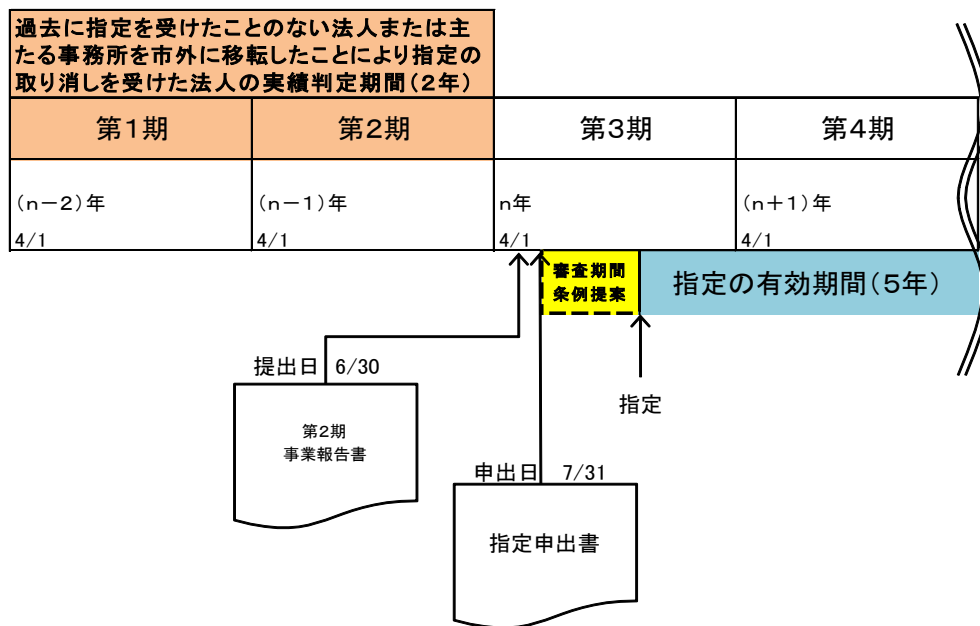 過去に指定を受けたことのない法人または主
たる事務所を市外に移転したことにより指定の
取り消しを受けた法人の実績判定期間（2年）
第1期
第2期
第3期
第4期
（n－2）年
4/1
（n－1）年
4/1
n年
4/1
（n＋1）年
4/1
審査期間
条例提案
指定の有効期間（5年）
提出日 6/30
指定
第2期
事業報告書
申出日 7/31
指定申出書